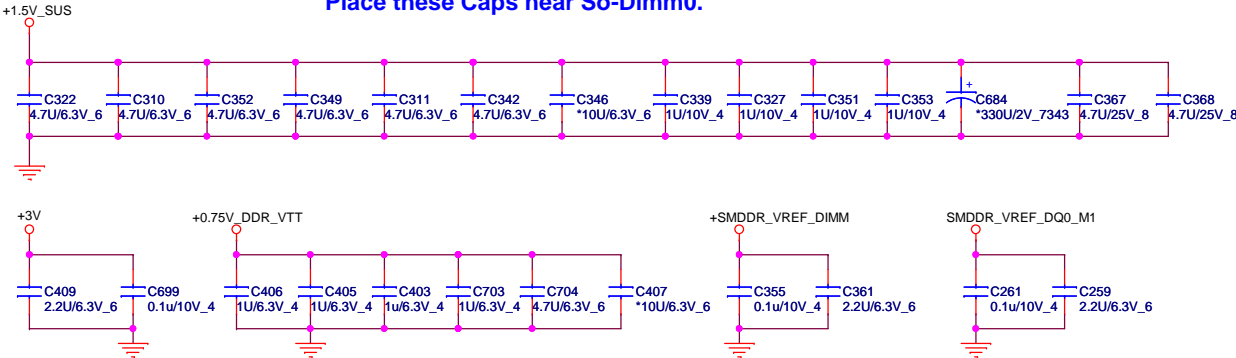 Place these Caps near So-Dimm0.
+1.5V_SUS
C322 C310 C352 C349 C311 C342 C346 C339 C327 C351 C353 + C684 C367 C368
4.7U/6.3V_6 4.7U/6.3V_6 4.7U/6.3V_6 4.7U/6.3V_6 4.7U/6.3V_6 4.7U/6.3V_6 *10U/6.3V_6 1U/10V_4 1U/10V_4 1U/10V_4 1U/10V_4 *330U/2V_7343 4.7U/25V_8 4.7U/25V_8
+3V +0.75V_DDR_VTT +SMDDR_VREF_DIMM SMDDR_VREF_DQ0_M1
C409 C699 C406 C405 C403 C703 C704 C407 C355 C361 C261 C259
2.2U/6.3V_6 0.1u/10V_4 1U/6.3V_4 1U/6.3V_4 1u/6.3V_4 1U/6.3V_4 4.7U/6.3V_6 *10U/6.3V_6 0.1u/10V_4 2.2U/6.3V_6 0.1u/10V_4 2.2U/6.3V_6